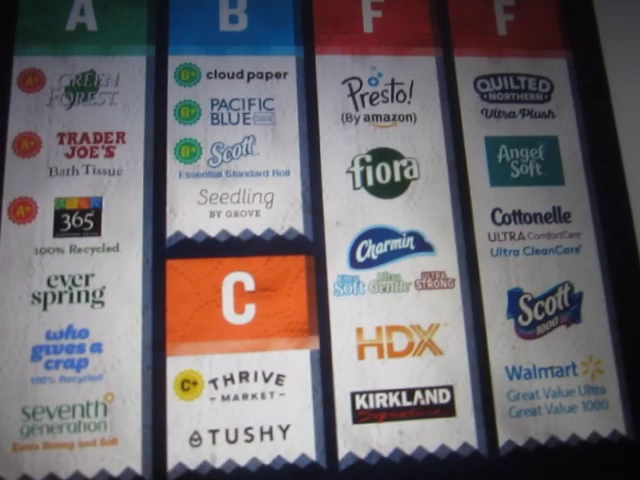 A
A+
GREEN
FOREST
A+
TRADER
JOE'S
Bath Tissue
A+
365
100% Recycled
ever
spring
who
gives a
crap
100% Recycled
seventh
generation
Extra Strong and Soft
B
B+
cloud paper
B+
PACIFIC
BLUE
B+
Scott
Essential Standard Roll
Seedling
BY GROVE
C
C+
THRIVE
MARKET
TUSHY
F
Presto!
(By amazon)
fiora
Charmin
Ultra Soft
Ultra Gentle
ULTRA STRONG
HDX
KIRKLAND
Signature
F
QUILTED
NORTHERN
Ultra Plush
Angel
Soft
Cottonelle
ULTRA ComfortCare
Ultra CleanCare
Scott
1000
Walmart
Great Value Ultra
Great Value 1000